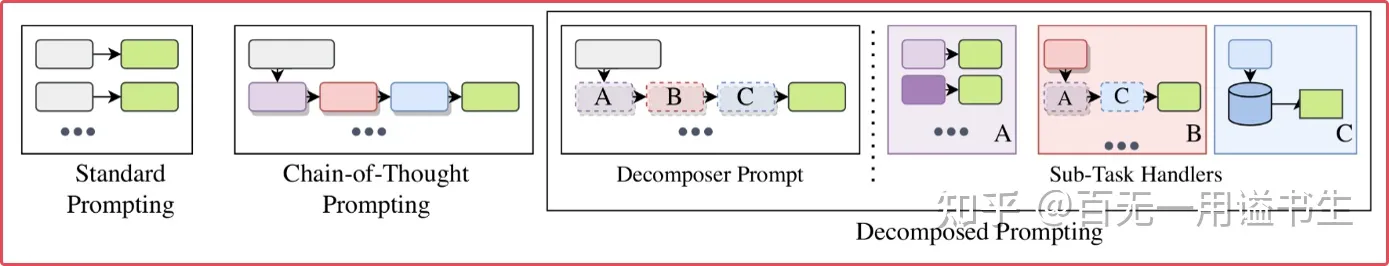 A
B
C
A
A
C
B
C
Standard
Prompting
Chain-of-Thought
Prompting
Decomposer Prompt
Sub-Task Handlers
Decomposed Prompting
知乎 @百无一用谥书生